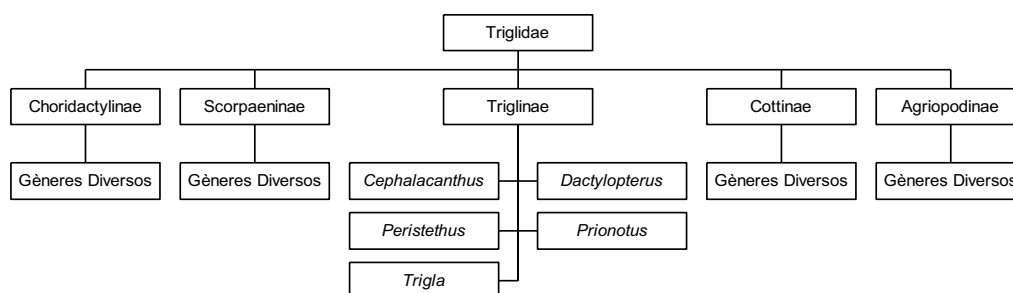 Triglidae
Choridactylinae
Scorpaeninae
Triglinae
Cottinae
Agriopodinae
Gèneres Diversos
Gèneres Diversos
Cephalacanthus
Dactylopterus
Gèneres Diversos
Gèneres Diversos
Peristethus
Prionotus
Trigla